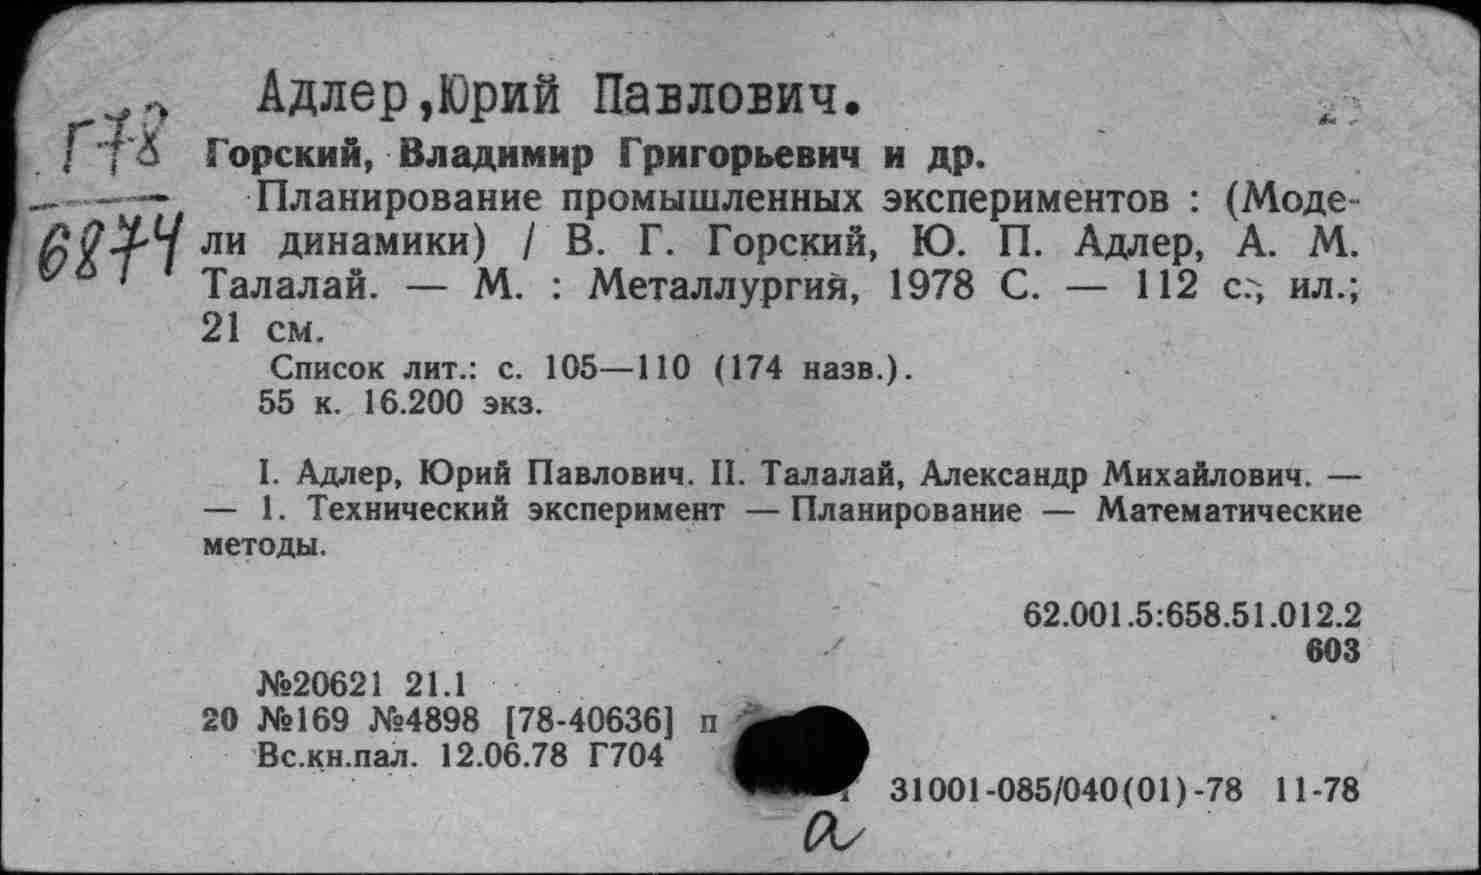 Адлер,Юрий Павлович.
Г78
6874
Горский, Владимир Григорьевич и др.
Планирование промышленных экспериментов : (Моде-
ли динамики) / В. Г. Горский, Ю. П. Адлер, А. М.
Талалай. — М. : Металлургия, 1978 С. — 112 с., ил.;
21 см.
Список лит.: с. 105—110 (174 назв.).
55 к. 16.200 экз.
I. Адлер, Юрий Павлович. II. Талалай, Александр Михайлович. —
— 1. Технический эксперимент — Планирование — Математические
методы.
62.001.5:658.51.012.2
603
№20621 21.1
20 №169 №4898 [78-40636] п
Вс.кн.пал. 12.06.78 Г704
31001-085/040(01)-78 11-78
а